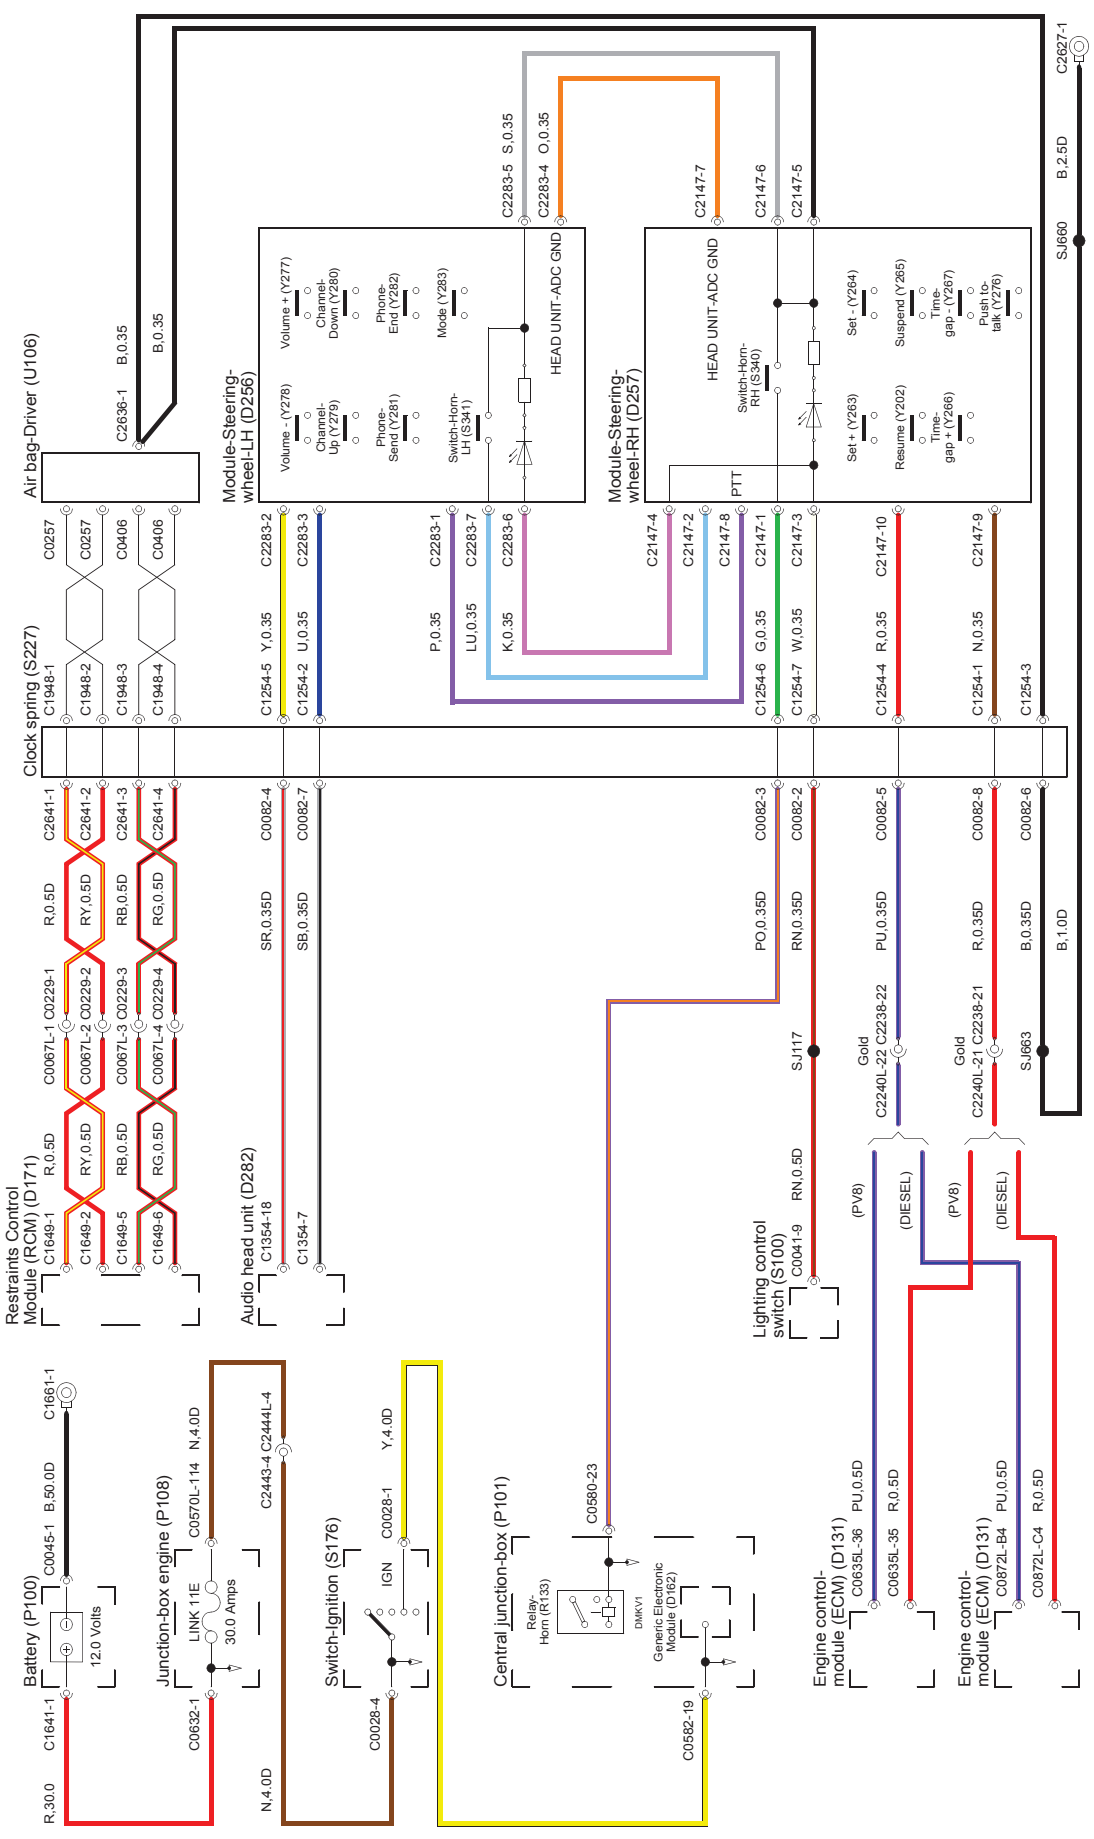 C2627-1
B,2.5D
SJ660
Air bag-Driver (U106)
C2636-1
B,0.35
B,0.35
C0257
C0257
C0406
C0406
Module-Steering-
wheel-LH (D256)
Volume + (Y277)
Channel-
Down (Y280)
Phone-
End (Y282)
Mode (Y283)
Volume - (Y278)
Channel-
Up (Y279)
Phone-
Send (Y281)
Switch-Horn-
LH (S341)
HEAD UNIT-ADC GND
C2283-5
S,0.35
C2283-4
O,0.35
C2283-2
C2283-3
C2283-1
C2283-7
C2283-6
Module-Steering-
wheel-RH (D257)
HEAD UNIT-ADC GND
Switch-Horn-
RH (S340)
Set - (Y264)
Suspend (Y265)
Time-
gap - (Y267)
Push to-
talk (Y276)
Set + (Y263)
Resume (Y202)
Time-
gap + (Y266)
PTT
C2147-7
C2147-6
C2147-5
C2147-4
C2147-2
C2147-8
C2147-1
C2147-3
C2147-10
C2147-9
Y,0.35
U,0.35
P,0.35
LU,0.35
K,0.35
G,0.35
W,0.35
R,0.35
N,0.35
Clock spring (S227)
C1948-1
C1948-2
C1948-3
C1948-4
C1254-5
C1254-2
C1254-6
C1254-7
C1254-4
C1254-1
C1254-3
C2641-1
C2641-2
C2641-3
C2641-4
C0082-4
C0082-7
C0082-3
C0082-2
C0082-5
C0082-8
C0082-6
R,0.5D
RY,0.5D
RB,0.5D
RG,0.5D
SR,0.35D
SB,0.35D
PO,0.35D
RN,0.35D
PU,0.35D
R,0.35D
B,0.35D
B,1.0D
C0067L-1 C0229-1
C0067L-2 C0229-2
C0067L-3 C0229-3
C0067L-4 C0229-4
SJ117
Gold
C2240L-22 C2238-22
Gold
C2240L-21 C2238-21
SJ663
R,0.5D
RY,0.5D
RB,0.5D
RG,0.5D
Restraints Control
Module (RCM) (D171)
C1649-1
C1649-2
C1649-5
C1649-6
Audio head unit (D282)
C1354-18
C1354-7
Lighting control
switch (S100)
C0041-9
RN,0.5D
(PV8)
(DIESEL)
(PV8)
(DIESEL)
Battery (P100)
12.0 Volts
C1641-1
R,30.0
C0045-1
B,50.0D
C1661-1
Junction-box engine (P108)
LINK 11E
30.0 Amps
C0632-1
C0570L-114
N,4.0D
C2443-4 C2444L-4
N,4.0D
Switch-Ignition (S176)
IGN
C0028-4
C0028-1
Y,4.0D
Central junction-box (P101)
Relay-
Horn (R133)
DMKV1
Generic Electronic
Module (D162)
C0580-23
C0582-19
Engine control-
module (ECM) (D131)
C0635L-36
PU,0.5D
C0635L-35
R,0.5D
Engine control-
module (ECM) (D131)
C0872L-B4
PU,0.5D
C0872L-C4
R,0.5D